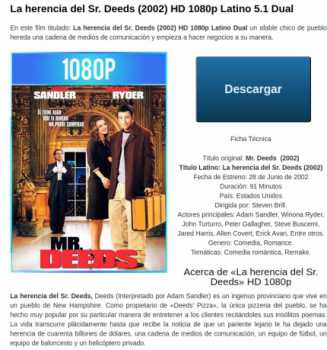 La herencia del Sr. Deeds (2002) HD 1080p Latino 5.1 Dual
En este film titulado: La herencia del Sr. Deeds (2002) HD 1080p Latino Dual un afable chico de pueblo
hereda una cadena de medios de comunicación y empieza a hacer negocios a su manera.
1080P
SANDLER RYDER
MR.
DEEDS
Descargar
Ficha Técnica
Título original: Mr. Deeds (2002)
Título Latino: La herencia del Sr. Deeds (2002)
Fecha de Estreno: 28 de Junio de 2002
Duración: 91 Minutos
País: Estados Unidos.
Dirigida por: Steven Brill.
Actores principales: Adam Sandler, Winona Ryder,
John Turturro, Peter Gallagher, Steve Buscemi,
Jared Harris, Allen Covert, Erick Avari, Entre otros.
Genero: Comedia, Romance.
Temáticas: Comedia romántica, Remake.
Acerca de «La herencia del Sr.
Deeds» HD 1080p
La herencia del Sr. Deeds, Deeds (Interpretado por Adam Sandler) es un ingenuo provinciano que vive en
un pueblo de New Hampshire. Como propietario de «Deeds' Pizza», la única pizzería del pueblo, se ha
hecho muy popular por su particular manera de entretener a los clientes recitándoles sus insólitas poemas.
La vida transcurre plácidamente hasta que recibe la noticia de que un pariente lejano le ha dejado una
herencia de cuarenta billones de dólares, una cadena de medios de comunicación, un equipo de fútbol, un
equipo de baloncesto y un helicóptero privado.